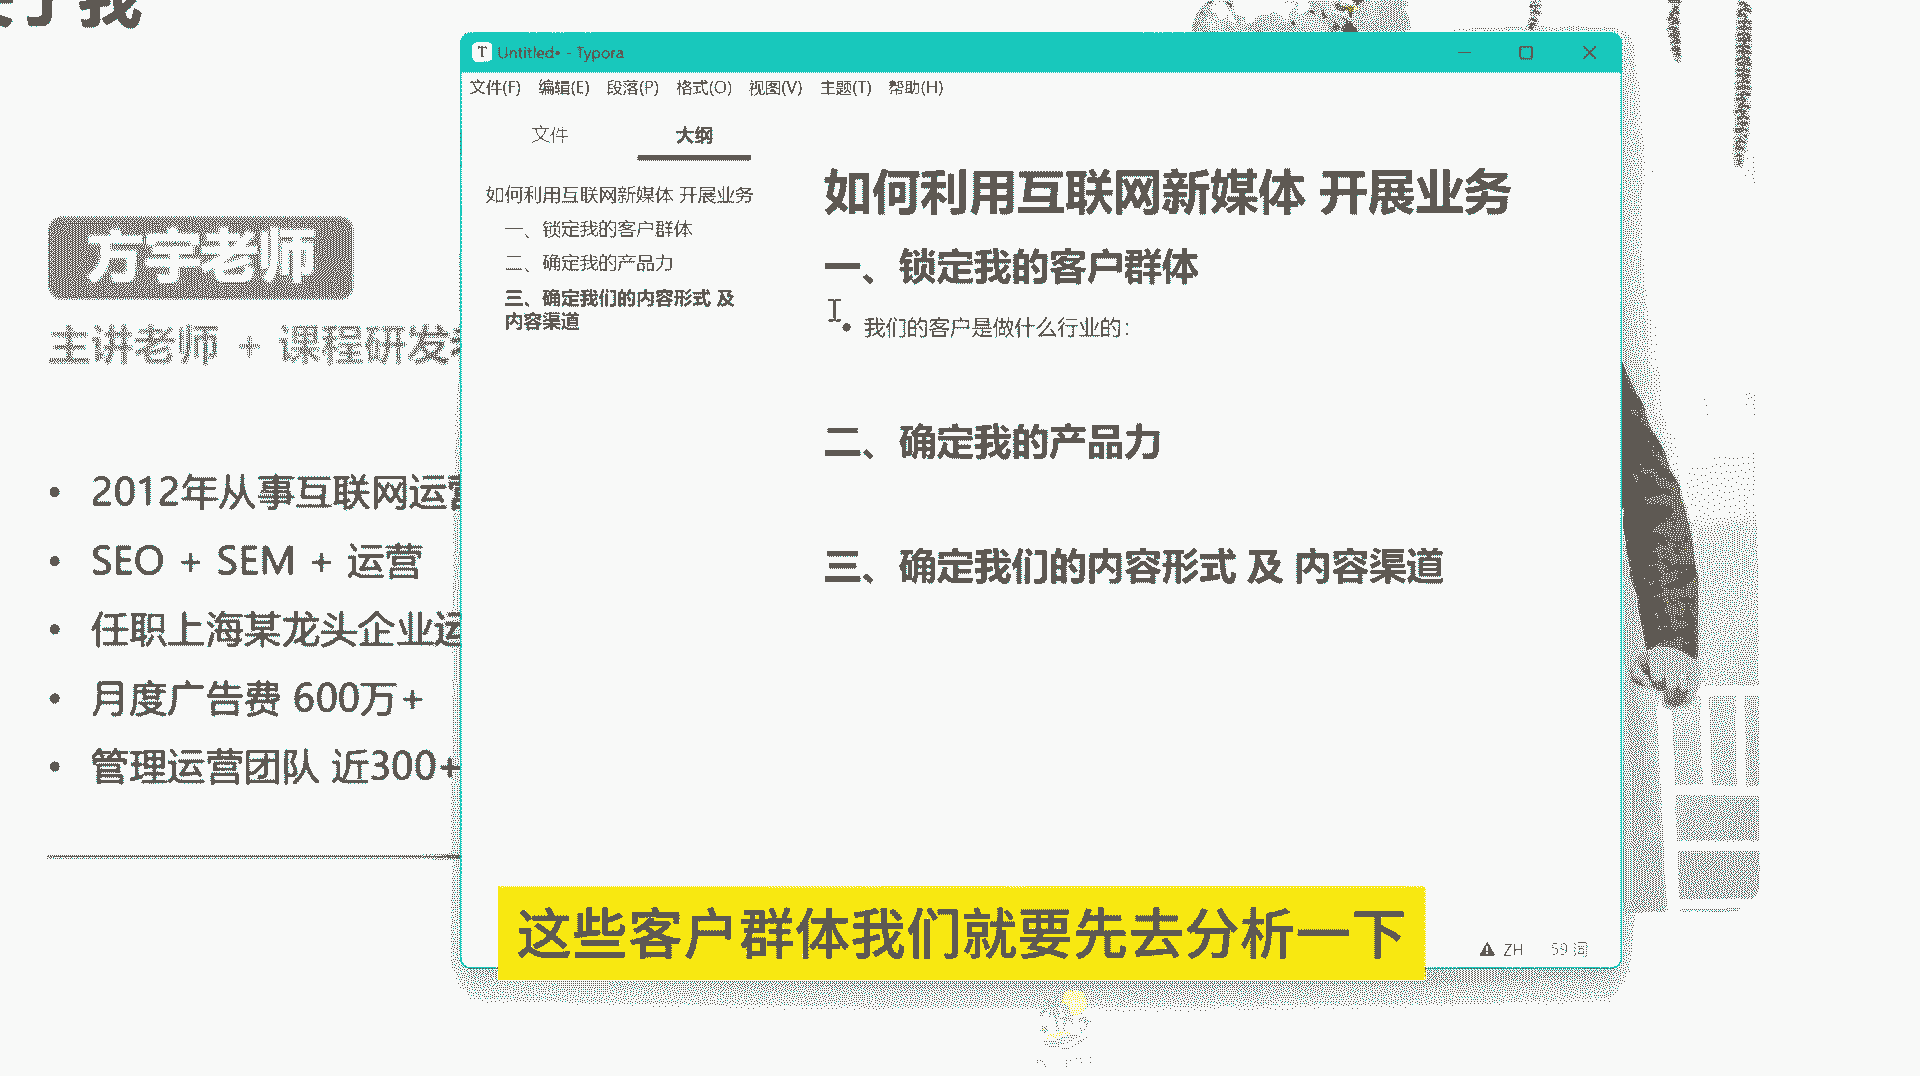 了我
方宇老师
主讲老师 + 课程研发
2012年从事互联网运营
SEO + SEM + 运营
任职上海某龙头企业运
月度广告费 600万+
管理运营团队 近300+
Untitled• - Typora
文件(F) 编辑(E) 段落(P) 格式(O) 视图(V) 主题(T) 帮助(H)
文件 大纲
如何利用互联网新媒体 开展业务
一、锁定我的客户群体
二、确定我的产品力
三、确定我们的内容形式 及
内容渠道
如何利用互联网新媒体 开展业务
一、锁定我的客户群体
我们的客户是做什么行业的：
二、确定我的产品力
三、确定我们的内容形式 及 内容渠道
这些客户群体我们就要先去分析一下
ZH 59 词